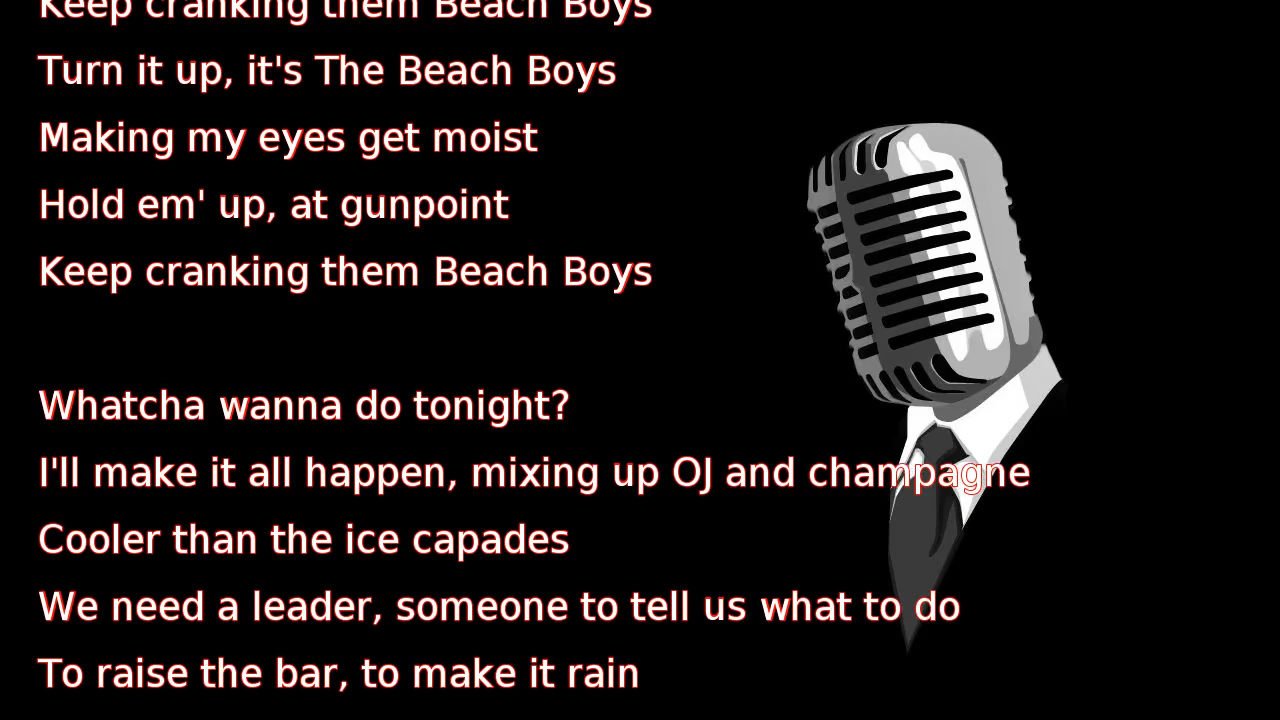 Keep cranking them Beach Boys
Turn it up, it's The Beach Boys
Making my eyes get moist
Hold em' up, at gunpoint
Keep cranking them Beach Boys
Whatcha wanna do tonight?
I'll make it all happen, mixing up OJ and champagne
Cooler than the ice capades
We need a leader, someone to tell us what to do
To raise the bar, to make it rain